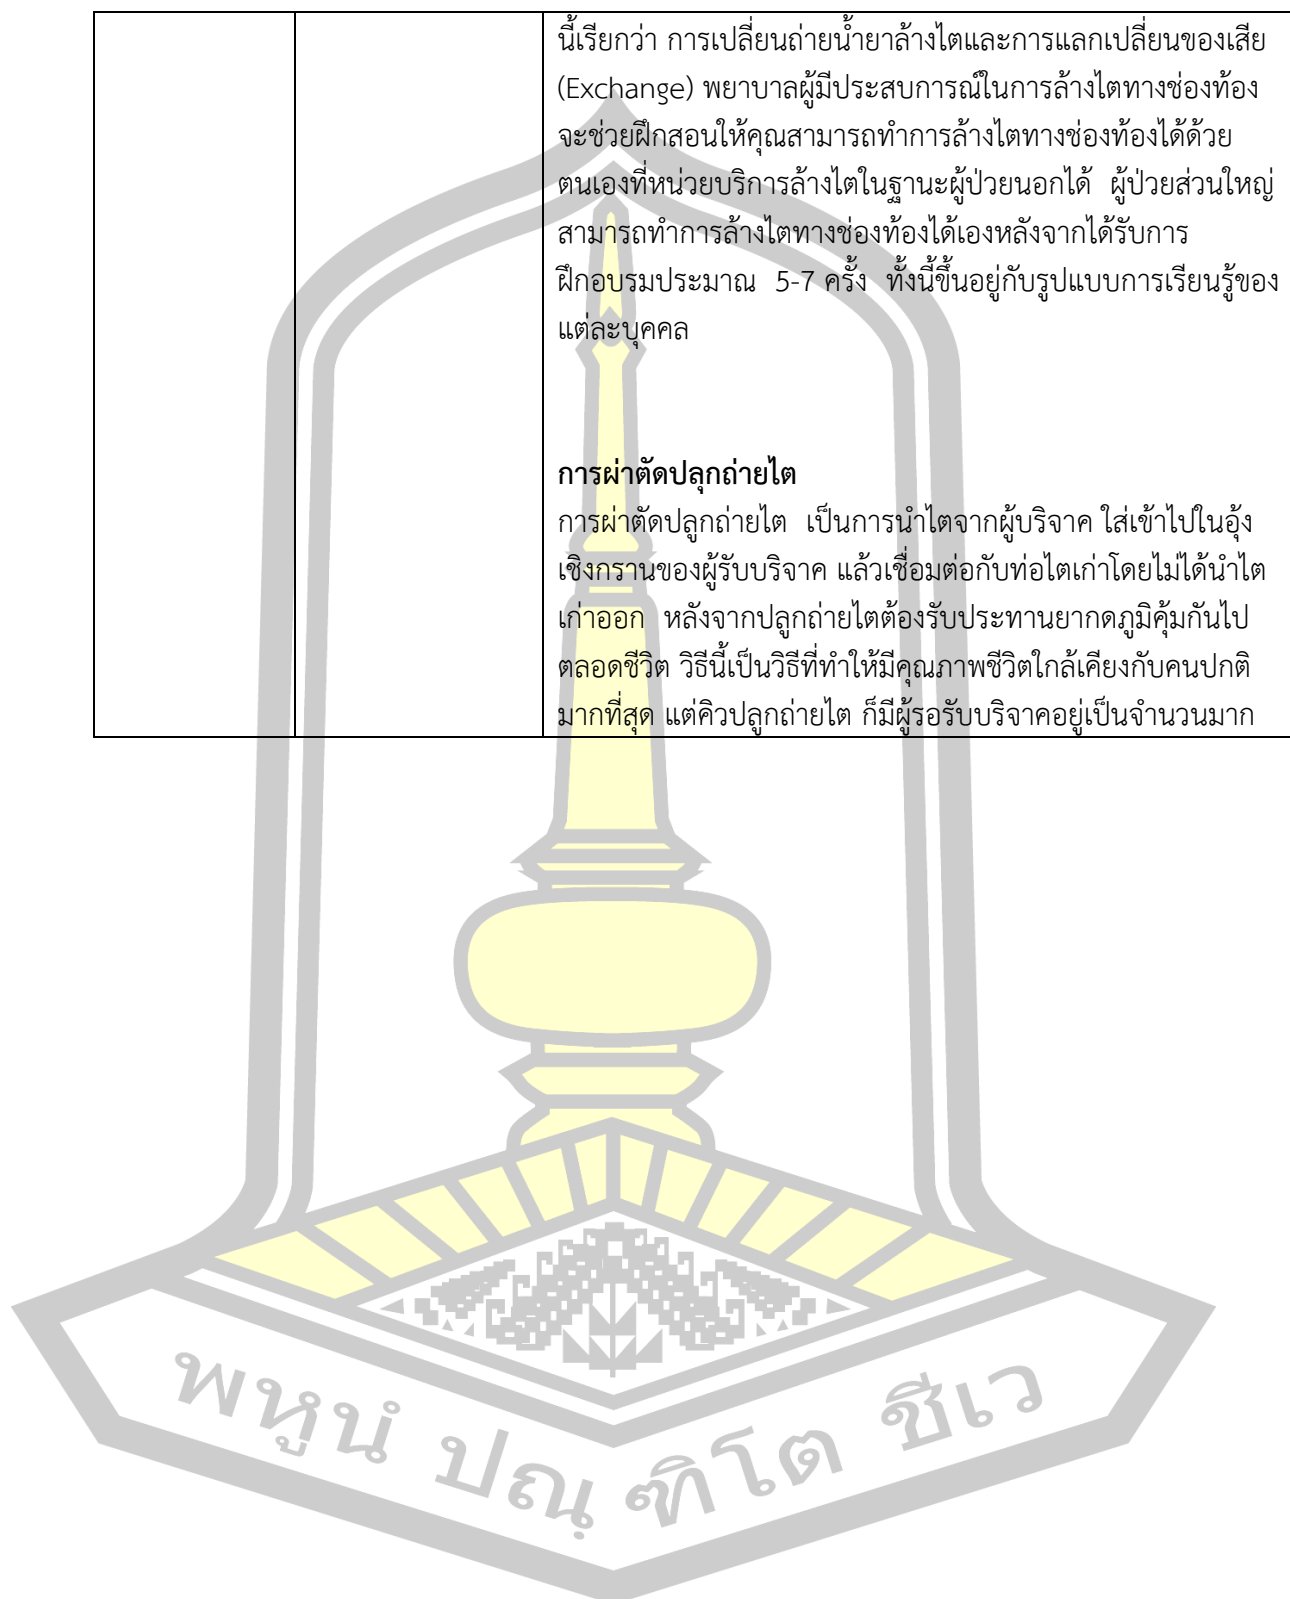 นี้เรียกว่า การเปลี่ยนถ่ายน้ำยาล้างไตและการแลกเปลี่ยนของเสีย
(Exchange) พยาบาลผู้มีประสบการณ์ในการล้างไตทางช่องท้อง
จะช่วยฝึกสอนให้คุณสามารถทำการล้างไตทางช่องท้องได้ด้วย
ตนเองที่หน่วยบริการล้างไตในฐานะผู้ป่วยนอกได้ ผู้ป่วยส่วนใหญ่
สามารถทำการล้างไตทางช่องท้องได้เองหลังจากได้รับการ
ฝึกอบรมประมาณ 5-7 ครั้ง ทั้งนี้ขึ้นอยู่กับรูปแบบการเรียนรู้ของ
แต่ละบุคคล
การผ่าตัดปลุกถ่ายไต
การผ่าตัดปลูกถ่ายไต เป็นการนำไตจากผู้บริจาค ใส่เข้าไปในอุ้ง
เชิงกรานของผู้รับบริจาค แล้วเชื่อมต่อกับท่อไตเก่าโดยไม่ได้นำไต
เก่าออก หลังจากปลูกถ่ายไตต้องรับประทานยากดภูมิคุ้มกันไป
ตลอดชีวิต วิธีนี้เป็นวิธีที่ทำให้มีคุณภาพชีวิตใกล้เคียงกับคนปกติ
มากที่สุด แต่คิวปลูกถ่ายไต ก็มีผู้รอรับบริจาคอยู่เป็นจำนวนมาก
พหูนํ ปณฺฑิโต ชีเว